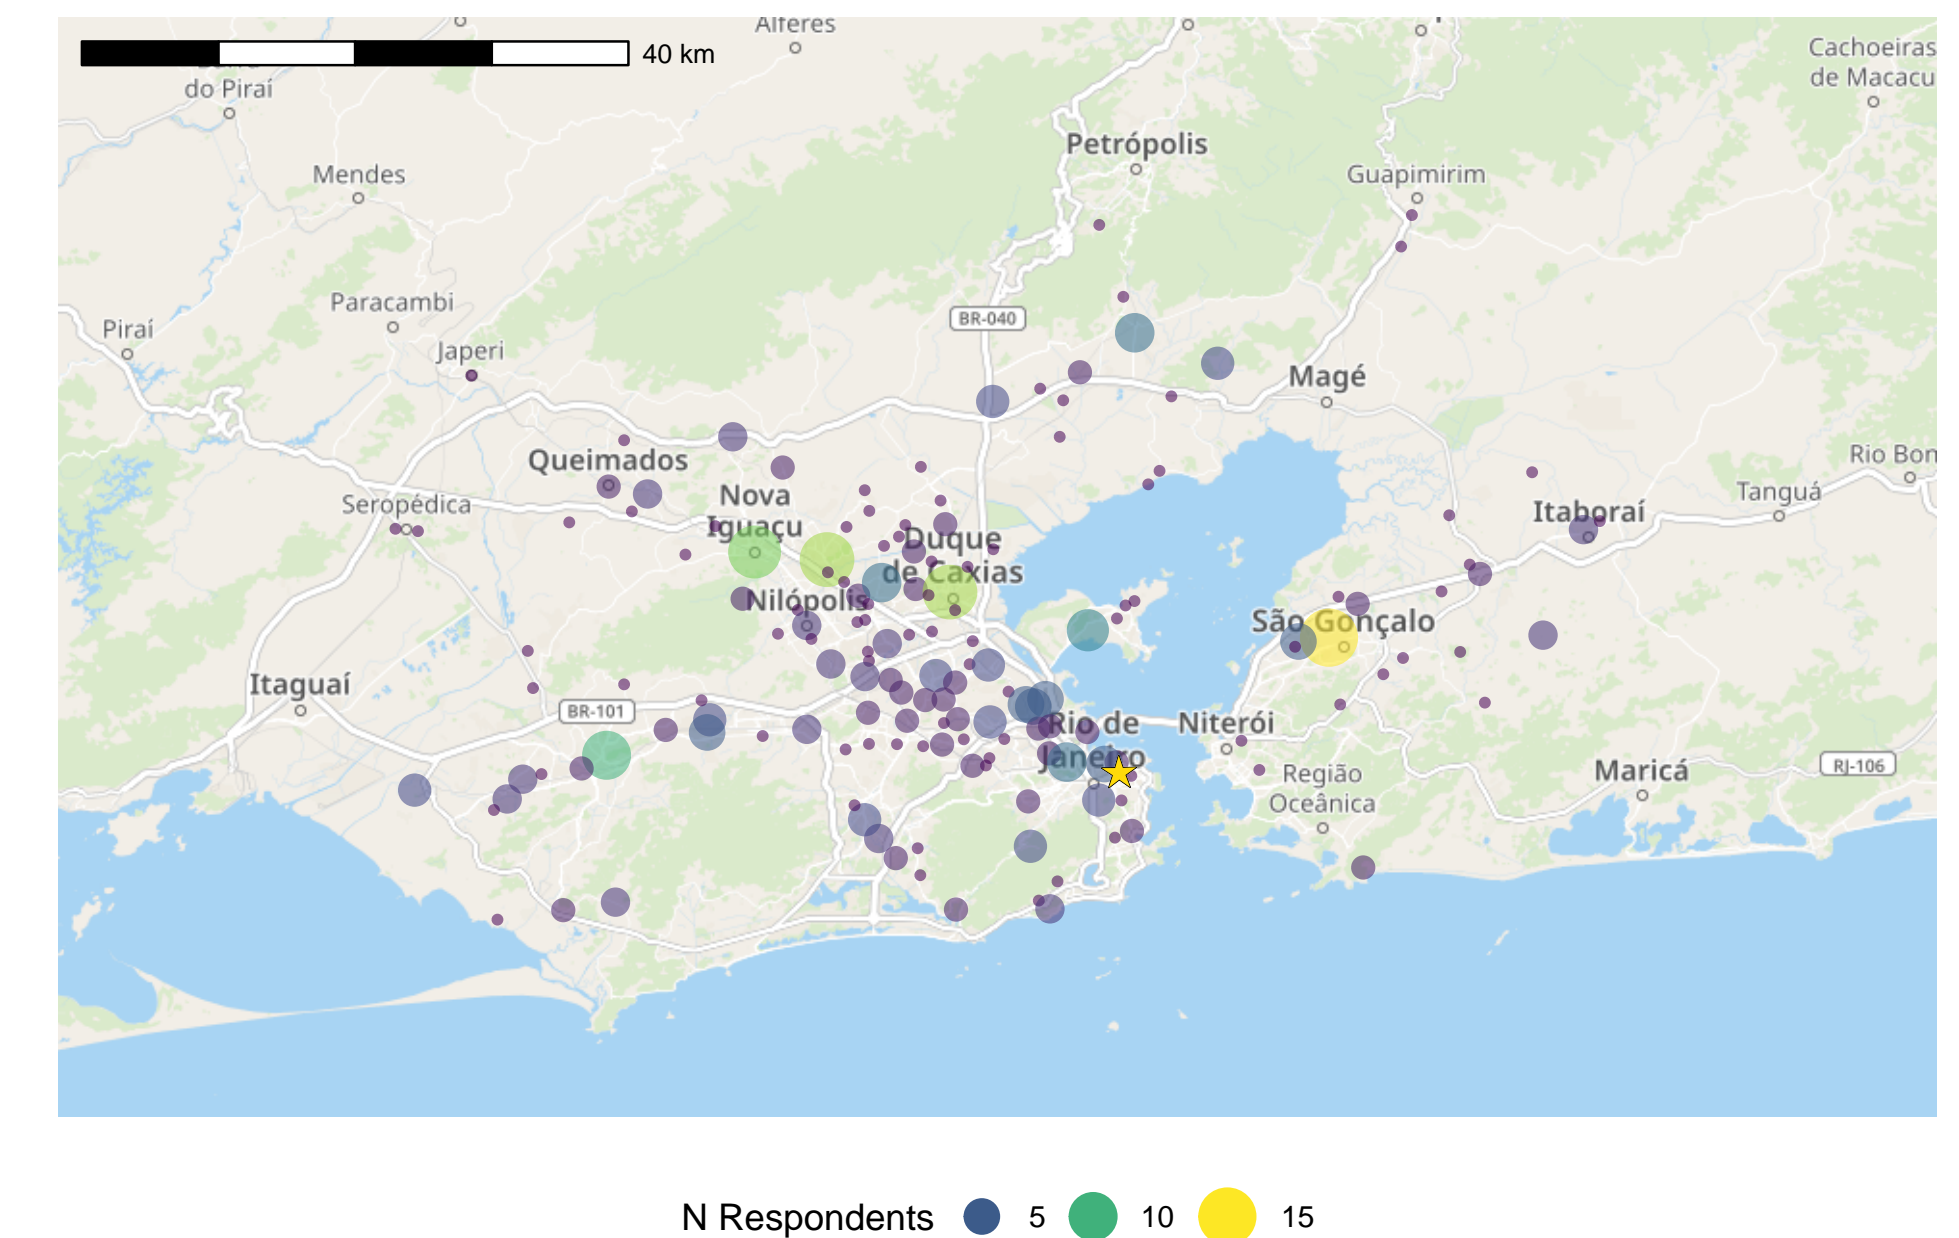 Alferes
40 km
do Piraí
Cachoeiras
de Macacu
Petrópolis
Mendes
Guapimirim
Paracambi
Piraí
BR-040
Japeri
Magé
Queimados
Rio Bon
Nova
Iguaçu
Seropédica
Tanguá
Itaboraí
Duque
de Caxias
Nilópolis
São Gonçalo
Itaguaí
BR-101
Rio de
Janeiro
Niterói
Região
Oceânica
Maricá
RJ-106
N Respondents 5 10 15